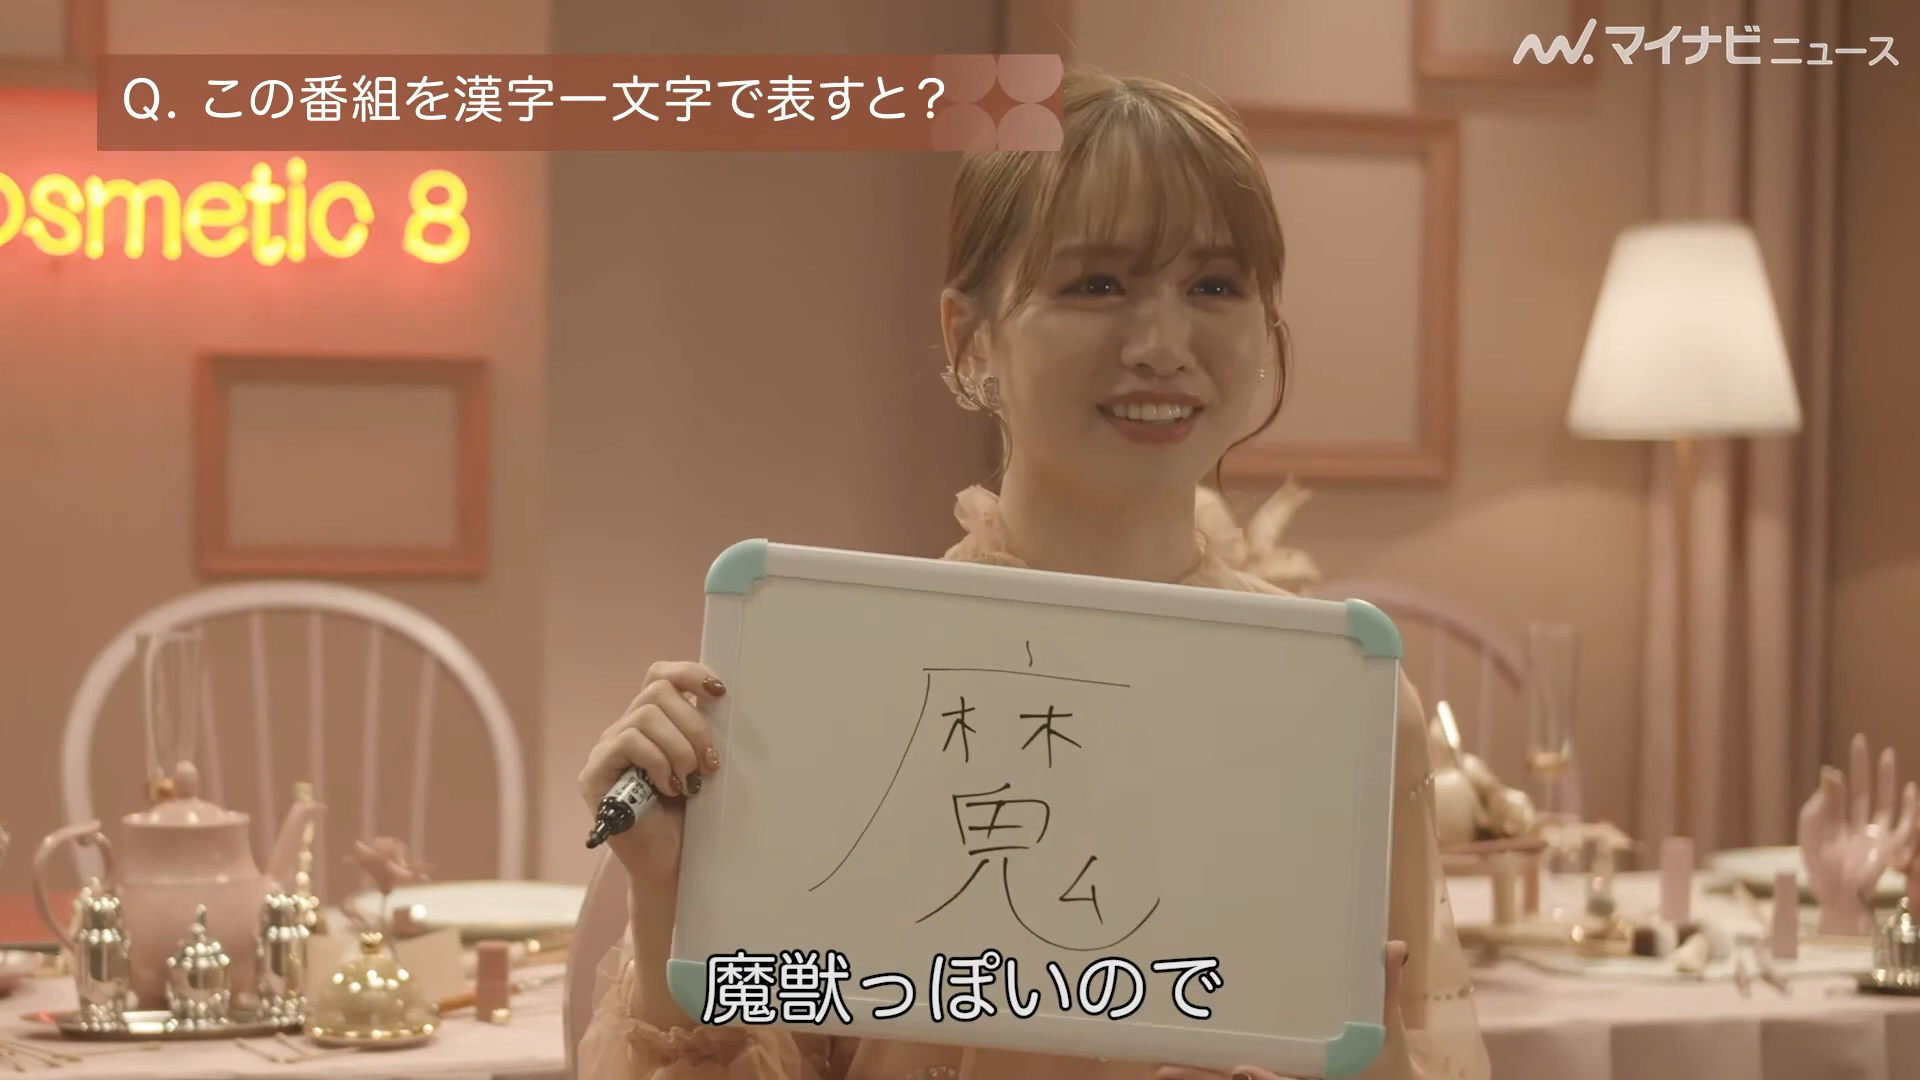 マイナビニュース
Q. この番組を漢字一文字で表すと?
osmetic 8
魔
魔獣っぽいので